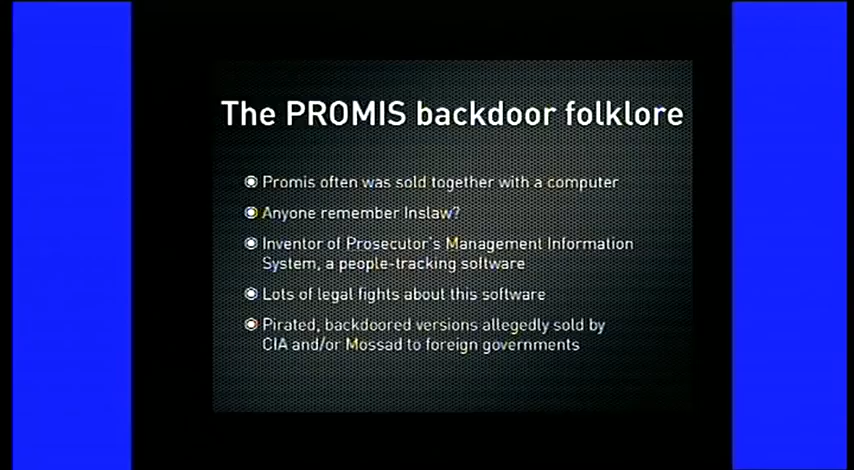 The PROMIS backdoor folklore
Promis often was sold together with a computer
Anyone remember Inslaw?
Inventor of Prosecutor's Management Information
System, a people-tracking software
Lots of legal fights about this software
Pirated, backdoored versions allegedly sold by
CIA and/or Mossad to foreign governments